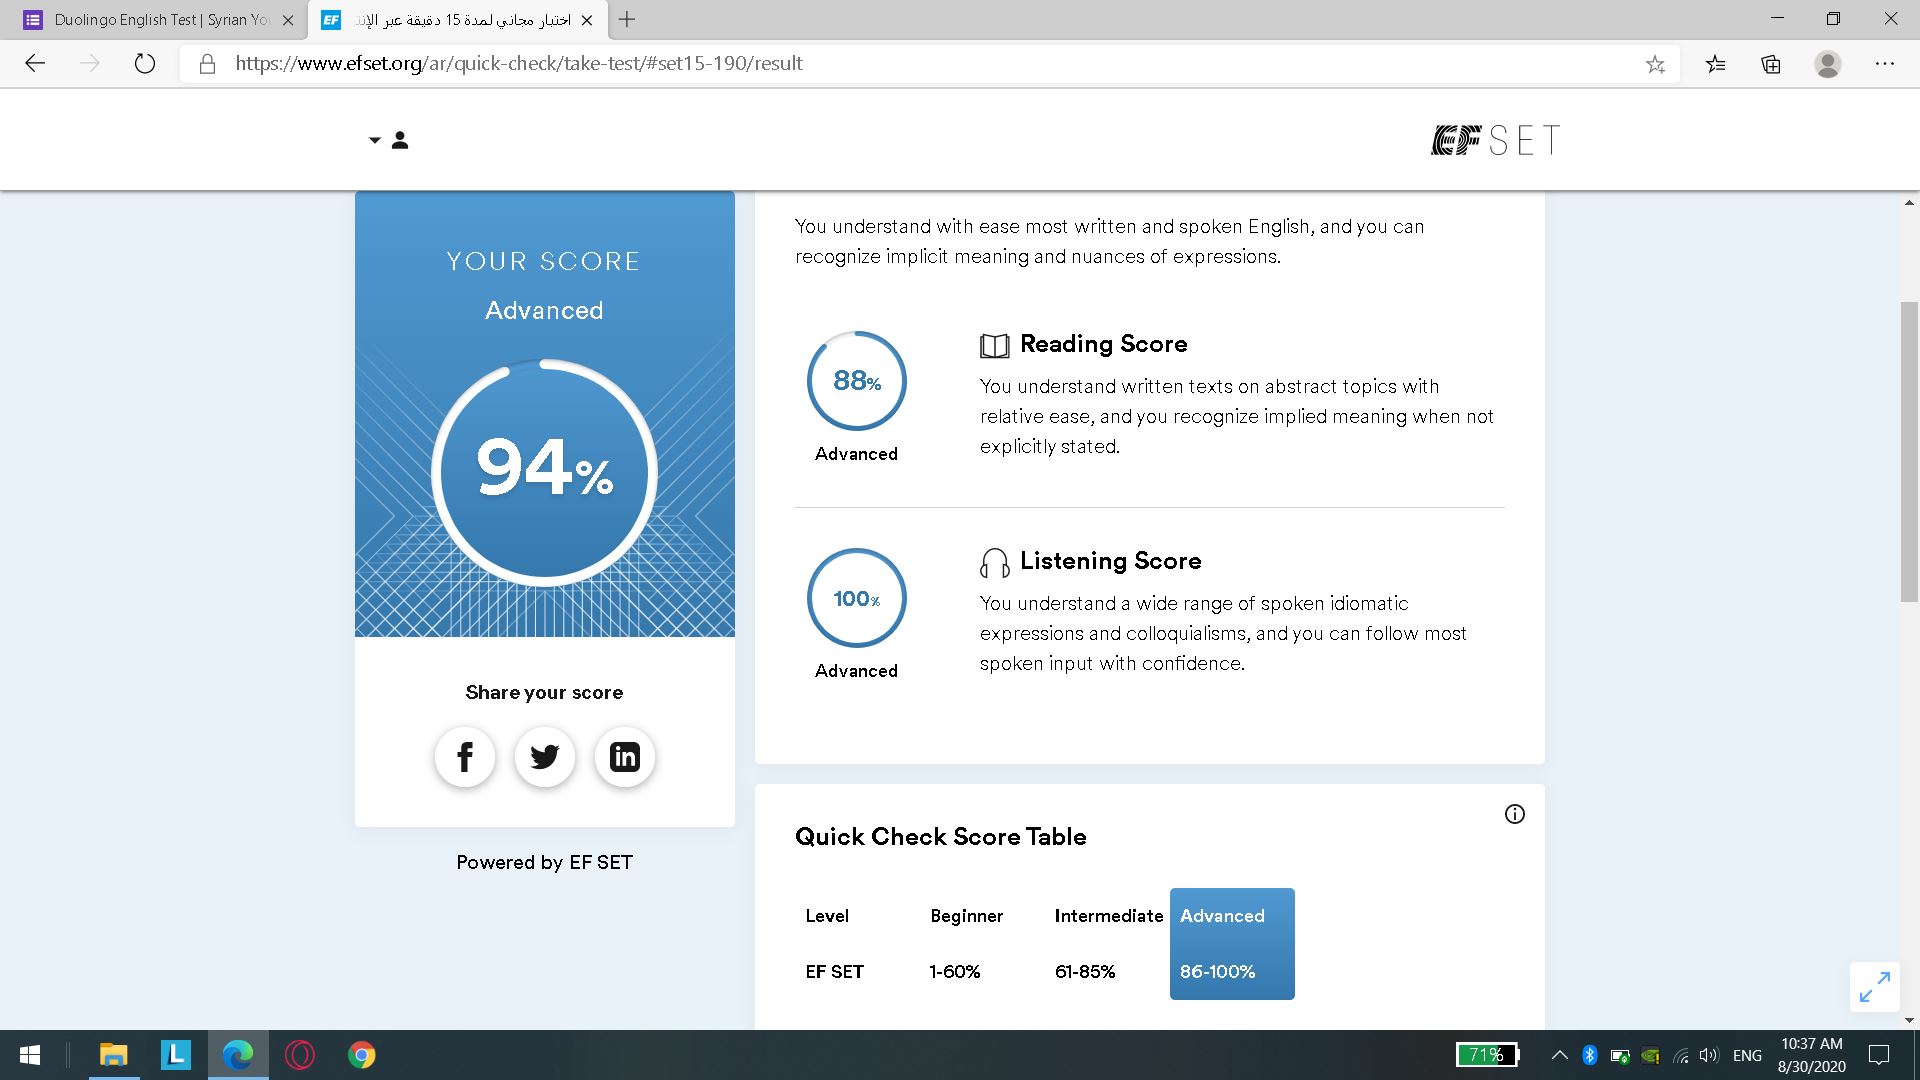 Duolingo English Test | Syrian Yo
اختبار مجاني لمدة 15 دقيقة عبر الإنت
https://www.efset.org/ar/quick-check/take-test/#set15-190/result
EF SET
YOUR SCORE
Advanced
94%
Share your score
Powered by EF SET
You understand with ease most written and spoken English, and you can
recognize implicit meaning and nuances of expressions.
88%
Advanced
Reading Score
You understand written texts on abstract topics with
relative ease, and you recognize implied meaning when not
explicitly stated.
100%
Advanced
Listening Score
You understand a wide range of spoken idiomatic
expressions and colloquialisms, and you can follow most
spoken input with confidence.
Quick Check Score Table
Level Beginner Intermediate Advanced
EF SET 1-60% 61-85% 86-100%
71% ENG 10:37 AM
8/30/2020